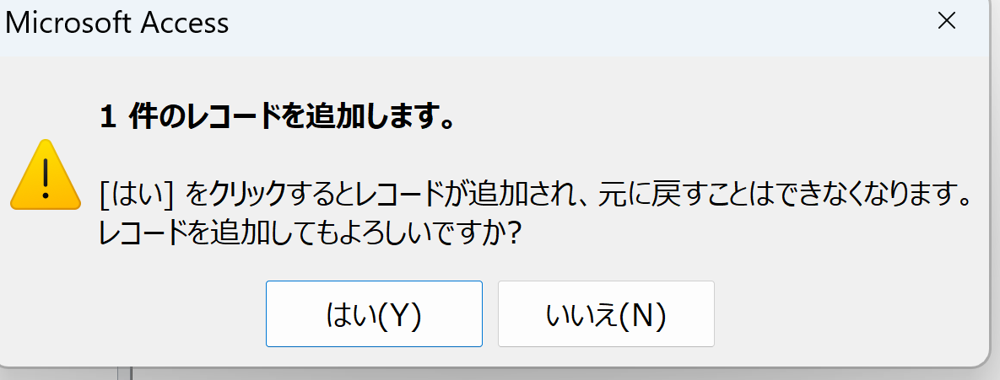 Microsoft Access
1 件のレコードを追加します。
[はい] をクリックするとレコードが追加され、元に戻すことはできなくなります。
レコードを追加してもよろしいですか?
はい(Y)
いいえ(N)